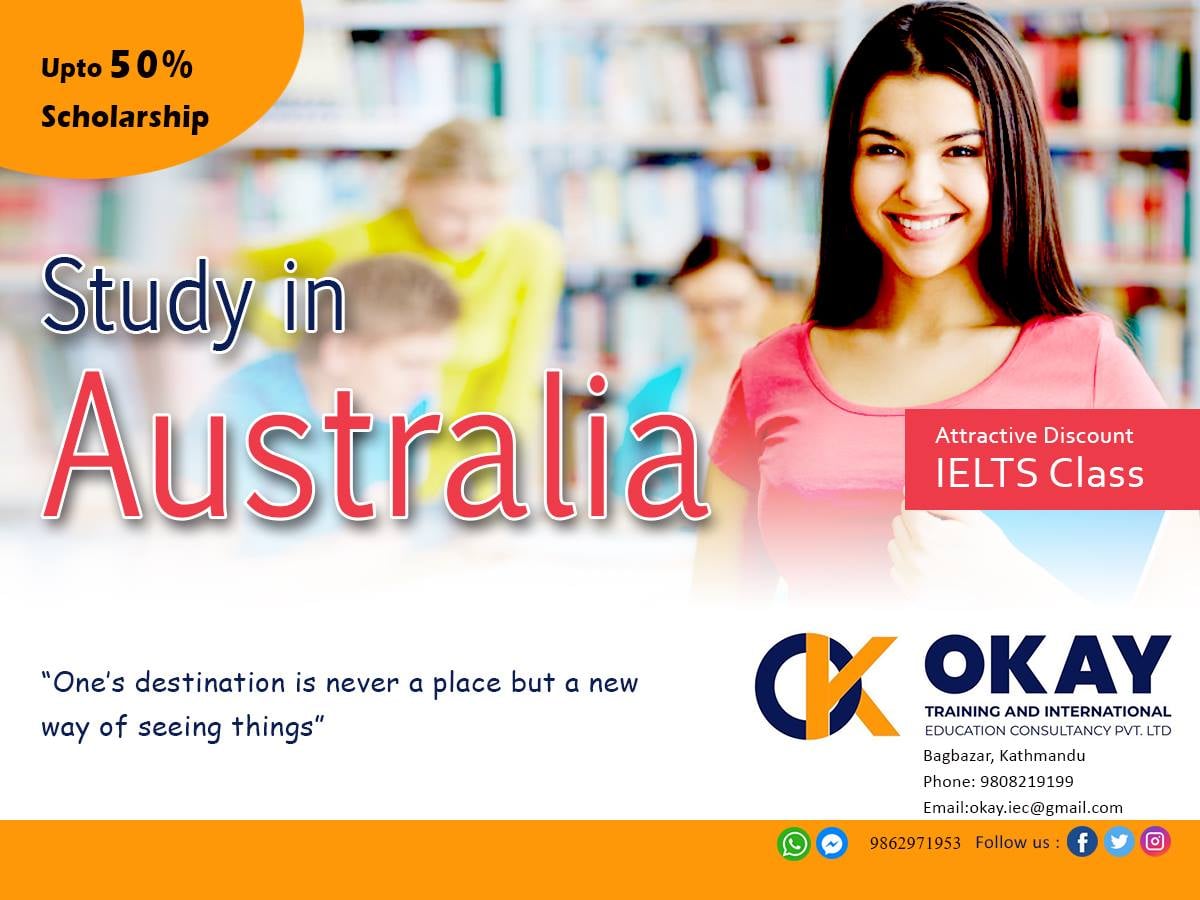 Upto 50%
Scholarship
Study in
Australia
Attractive Discount
IELTS Class
“One’s destination is never a place but a new
way of seeing things”
OK
OKAY
TRAINING AND INTERNATIONAL
EDUCATION CONSULTANCY PVT. LTD
Bagbazar, Kathmandu
Phone: 9808219199
Email:okay.iec@gmail.com
9862971953 Follow us :